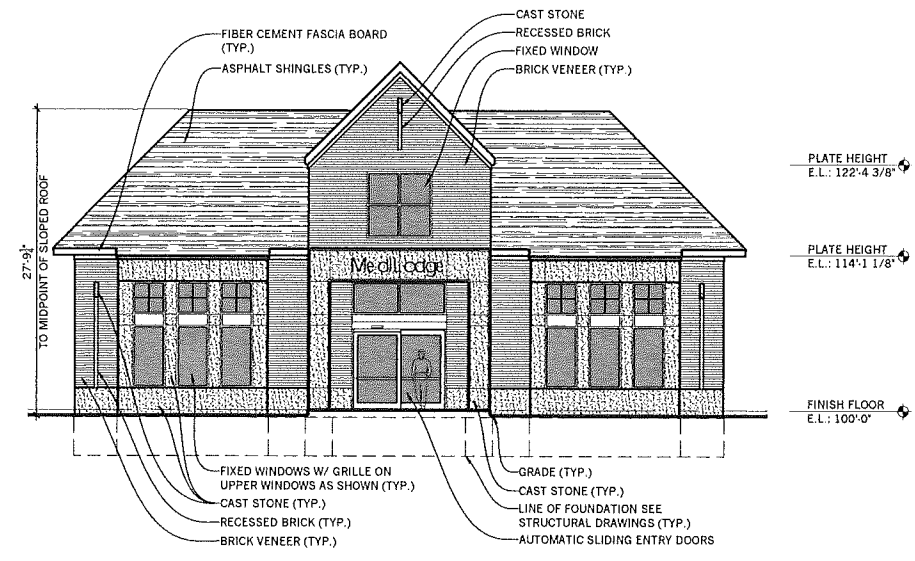 CAST STONE
RECESSED BRICK
FIXED WINDOW
BRICK VENEER (TYP.)
FIBER CEMENT FASCIA BOARD
(TYP.)
ASPHALT SHINGLES (TYP.)
PLATE HEIGHT
E.L.: 122'-4 3/8"
PLATE HEIGHT
E.L.: 114'-1 1/8"
27'-9¾"
TO MIDPOINT OF SLOPED ROOF
FINISH FLOOR
E.L.: 100'-0"
FIXED WINDOWS W/ GRILLE ON
UPPER WINDOWS AS SHOWN (TYP.)
CAST STONE (TYP.)
RECESSED BRICK (TYP.)
BRICK VENEER (TYP.)
GRADE (TYP.)
CAST STONE (TYP.)
LINE OF FOUNDATION SEE
STRUCTURAL DRAWINGS (TYP.)
AUTOMATIC SLIDING ENTRY DOORS